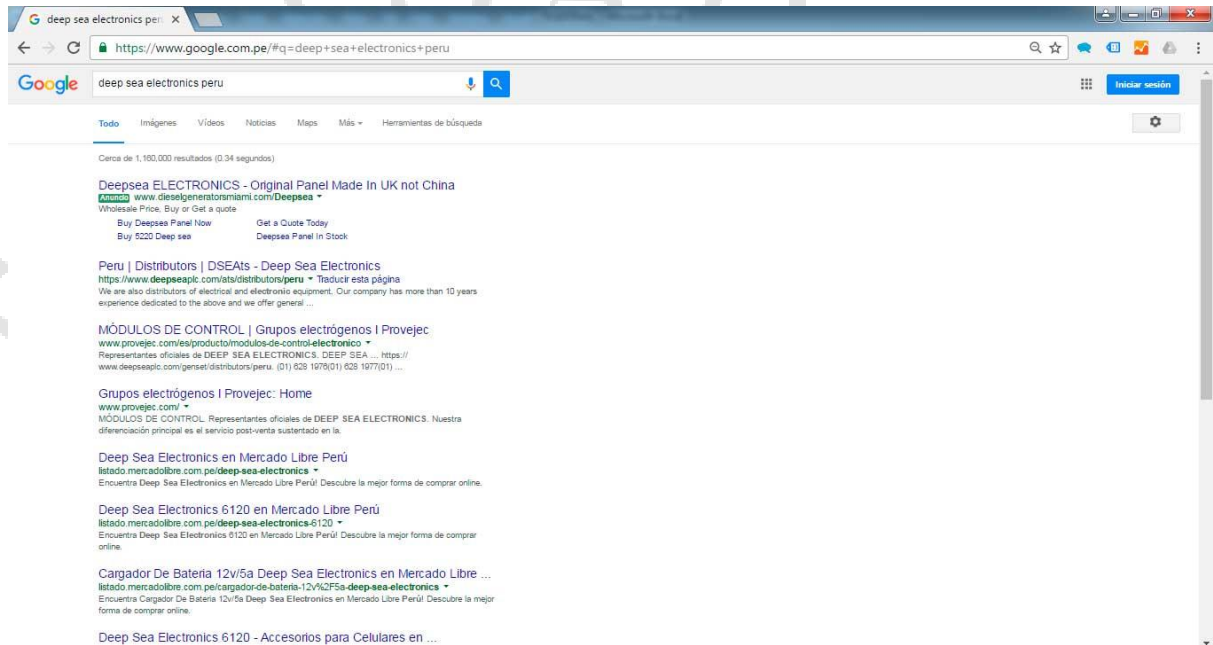 deep sea electronics per
https://www.google.com.pe/#q=deep+sea+electronics+peru
Google
deep sea electronics peru
Iniciar sesión
Todo Imágenes Vídeos Noticias Maps Más Herramientas de búsqueda
Cerca de 1,160,000 resultados (0.34 segundos)
Deepsea ELECTRONICS - Original Panel Made In UK not China
Anuncio www.dieselgeneratorsmiami.com/Deepsea
Wholesale Price, Buy or Get a quote
Buy Deepsea Panel Now Get a Quote Today
Buy 5220 Deep sea Deepsea Panel In Stock
Peru | Distributors | DSEAts - Deep Sea Electronics
https://www.deepseaplc.com/ats/distributors/peru Traducir esta página
We are also distributors of electrical and electronic equipment, Our company has more than 10 years
experience dedicated to the above and we offer general ...
MÓDULOS DE CONTROL | Grupos electrógenos I Provejec
www.provejec.com/es/producto/modulos-de-control-electronico
Representantes oficiales de DEEP SEA ELECTRONICS. DEEP SEA ... https://
www.deepseaplc.com/genset/distributors/peru. (01) 628 1976(01) 628 1977(01) ...
Grupos electrógenos I Provejec: Home
www.provejec.com/
MÓDULOS DE CONTROL. Representantes oficiales de DEEP SEA ELECTRONICS. Nuestra
diferenciación principal es el servicio post-venta sustentado en la.
Deep Sea Electronics en Mercado Libre Perú
listado.mercadolibre.com.pe/deep-sea-electronics
Encuentra Deep Sea Electronics en Mercado Libre Perú! Descubre la mejor forma de comprar online.
Deep Sea Electronics 6120 en Mercado Libre Perú
listado.mercadolibre.com.pe/deep-sea-electronics-6120
Encuentra Deep Sea Electronics 6120 en Mercado Libre Perú! Descubre la mejor forma de comprar
online.
Cargador De Bateria 12v/5a Deep Sea Electronics en Mercado Libre ...
listado.mercadolibre.com.pe/cargador-de-bateria-12v%2F5a-deep-sea-electronics
Encuentra Cargador De Bateria 12v/5a Deep Sea Electronics en Mercado Libre Perú! Descubre la mejor
forma de comprar online.
Deep Sea Electronics 6120 - Accesorios para Celulares en ...